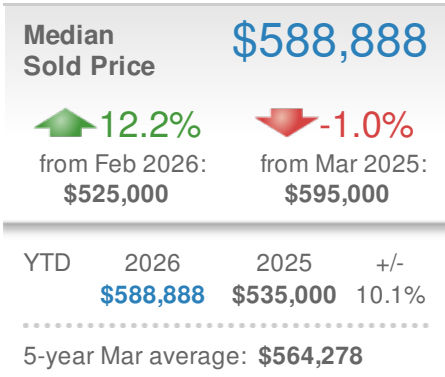 Median $588,888
Sold Price
12.2% -1.0%
from Feb 2026: from Mar 2025:
$525,000 $595,000
YTD 2026 2025 +/-
$588,888 $535,000 10.1%
5-year Mar average: $564,278